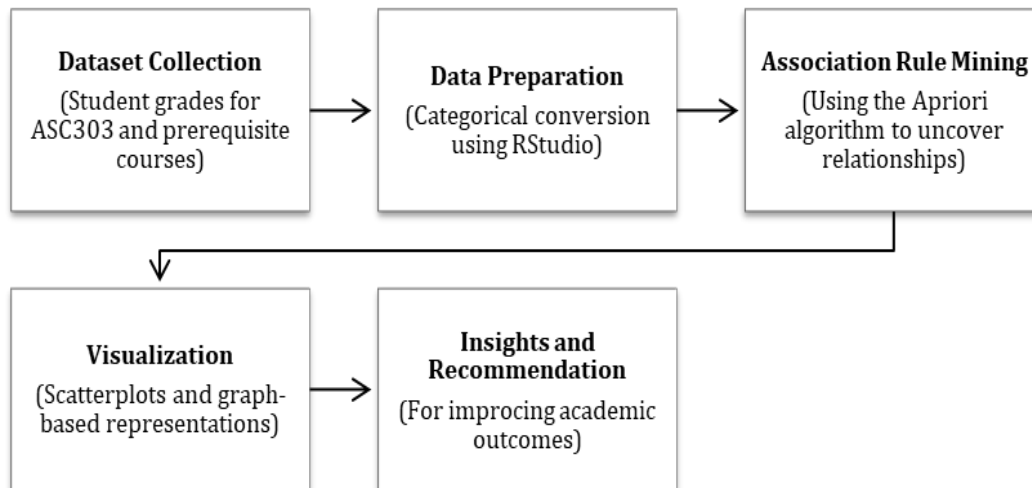 Dataset Collection
(Student grades for
ASC303 and prerequisite
courses)
Data Preparation
(Categorical conversion
using RStudio)
Association Rule Mining
(Using the Apriori
algorithm to uncover
relationships)
Visualization
(Scatterplots and graph-
based representations)
Insights and
Recommendation
(For improcing academic
outcomes)